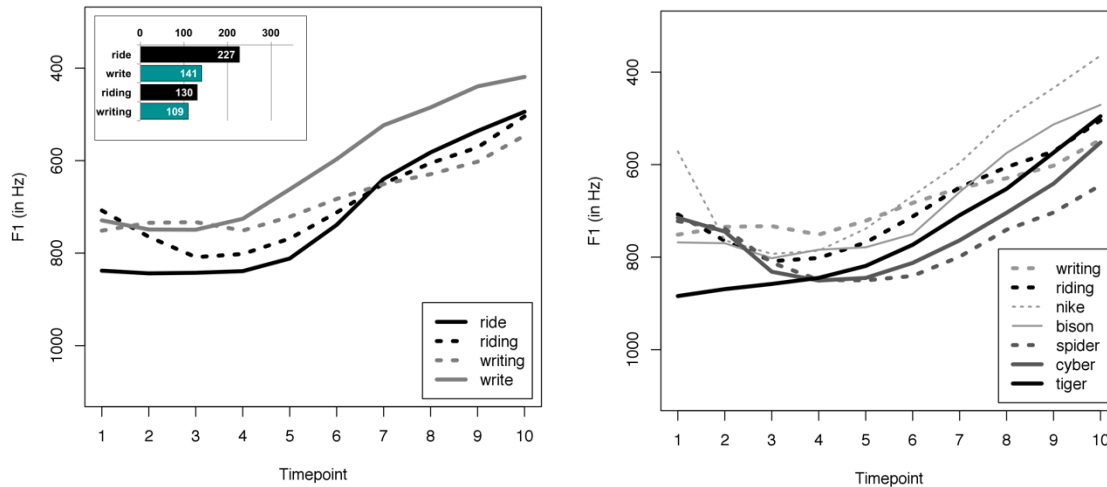 0 100 200 300
ride 227
write 141
riding 130
writing 109
F1 (in Hz)
400
600
800
1000
ride
riding
writing
write
1 2 3 4 5 6 7 8 9 10
Timepoint
F1 (in Hz)
400
600
800
1000
writing
riding
nike
bison
spider
cyber
tiger
1 2 3 4 5 6 7 8 9 10
Timepoint